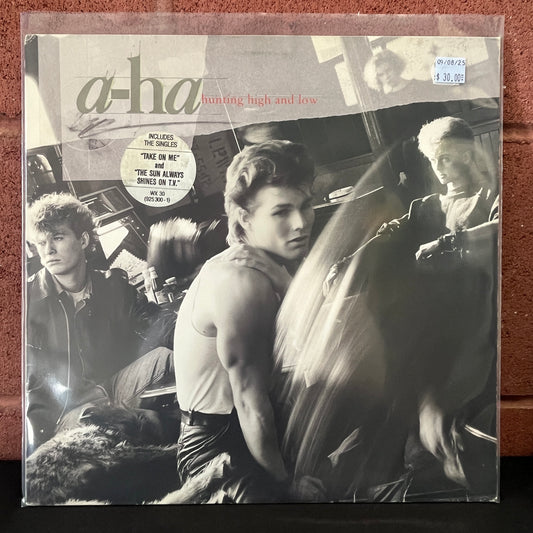 a-ha
hunting high and low
09/08/25
$ 30.00
INCLUDES
THE SINGLES
"TAKE ON ME"
and
"THE SUN ALWAYS
SHINES ON T.V."
WX 30
(925 300-1)